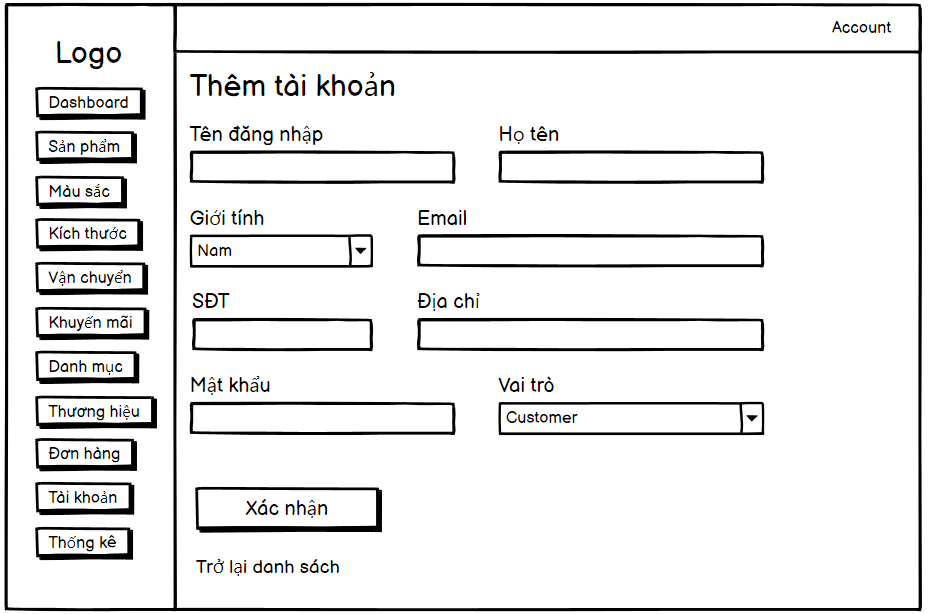 Logo
Dashboard
Sản phẩm
Màu sắc
Kích thước
Vận chuyển
Khuyến mãi
Danh mục
Thương hiệu
Đơn hàng
Tài khoản
Thống kê
Account
Thêm tài khoản
Tên đăng nhập
Họ tên
Giới tính
Email
Nam
SĐT
Địa chỉ
Mật khẩu
Vai trò
Customer
Xác nhận
Trở lại danh sách